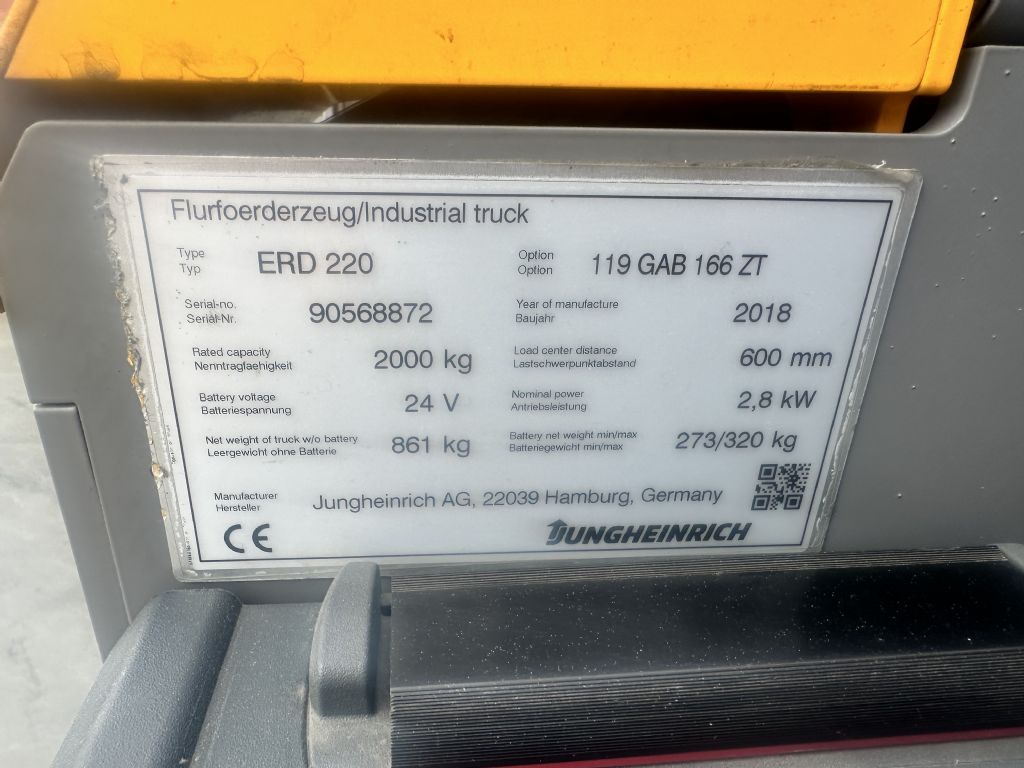 Flurfoerderzeug/Industrial truck
Type ERD 220 Option 119 GAB 166 ZT
Typ Option
Serial-no. 90568872 Year of manufacture 2018
Serial-Nr. Baujahr
Rated capacity 2000 kg Load center distance 600 mm
Nenntragfaehigkeit Lastschwerpunktabstand
Battery voltage 24 V Nominal power 2,8 kW
Batteriespannung Antriebsleistung
Net weight of truck w/o battery 861 kg Battery net weight min/max 273/320 kg
Leergewicht ohne Batterie Batteriegewicht min/max
Manufacturer Jungheinrich AG, 22039 Hamburg, Germany
Hersteller
CE JUNGHEINRICH